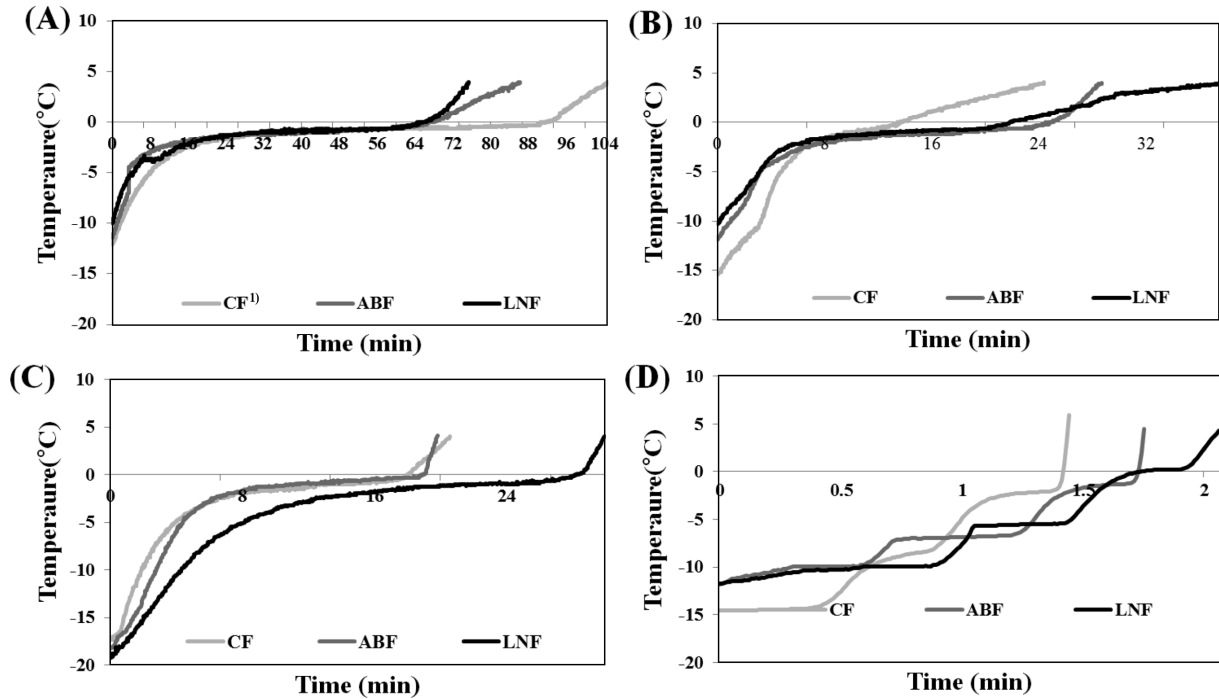 (A)
10
5
0
-5
-10
-15
-20
Temperaure(°C)
0 8 16 24 32 40 48 56 64 72 80 88 96 104
CF1) ABF LNF
Time (min)
(B)
10
5
0
-5
-10
-15
-20
Temperaure(°C)
0 8 16 24 32
CF ABF LNF
Time (min)
(C)
10
5
0
-5
-10
-15
-20
Temperaure(°C)
0 8 16 24
CF ABF LNF
Time (min)
(D)
10
5
0
-5
-10
-15
-20
Temperaure(°C)
0 0.5 1 1.5 2
CF ABF LNF
Time (min)